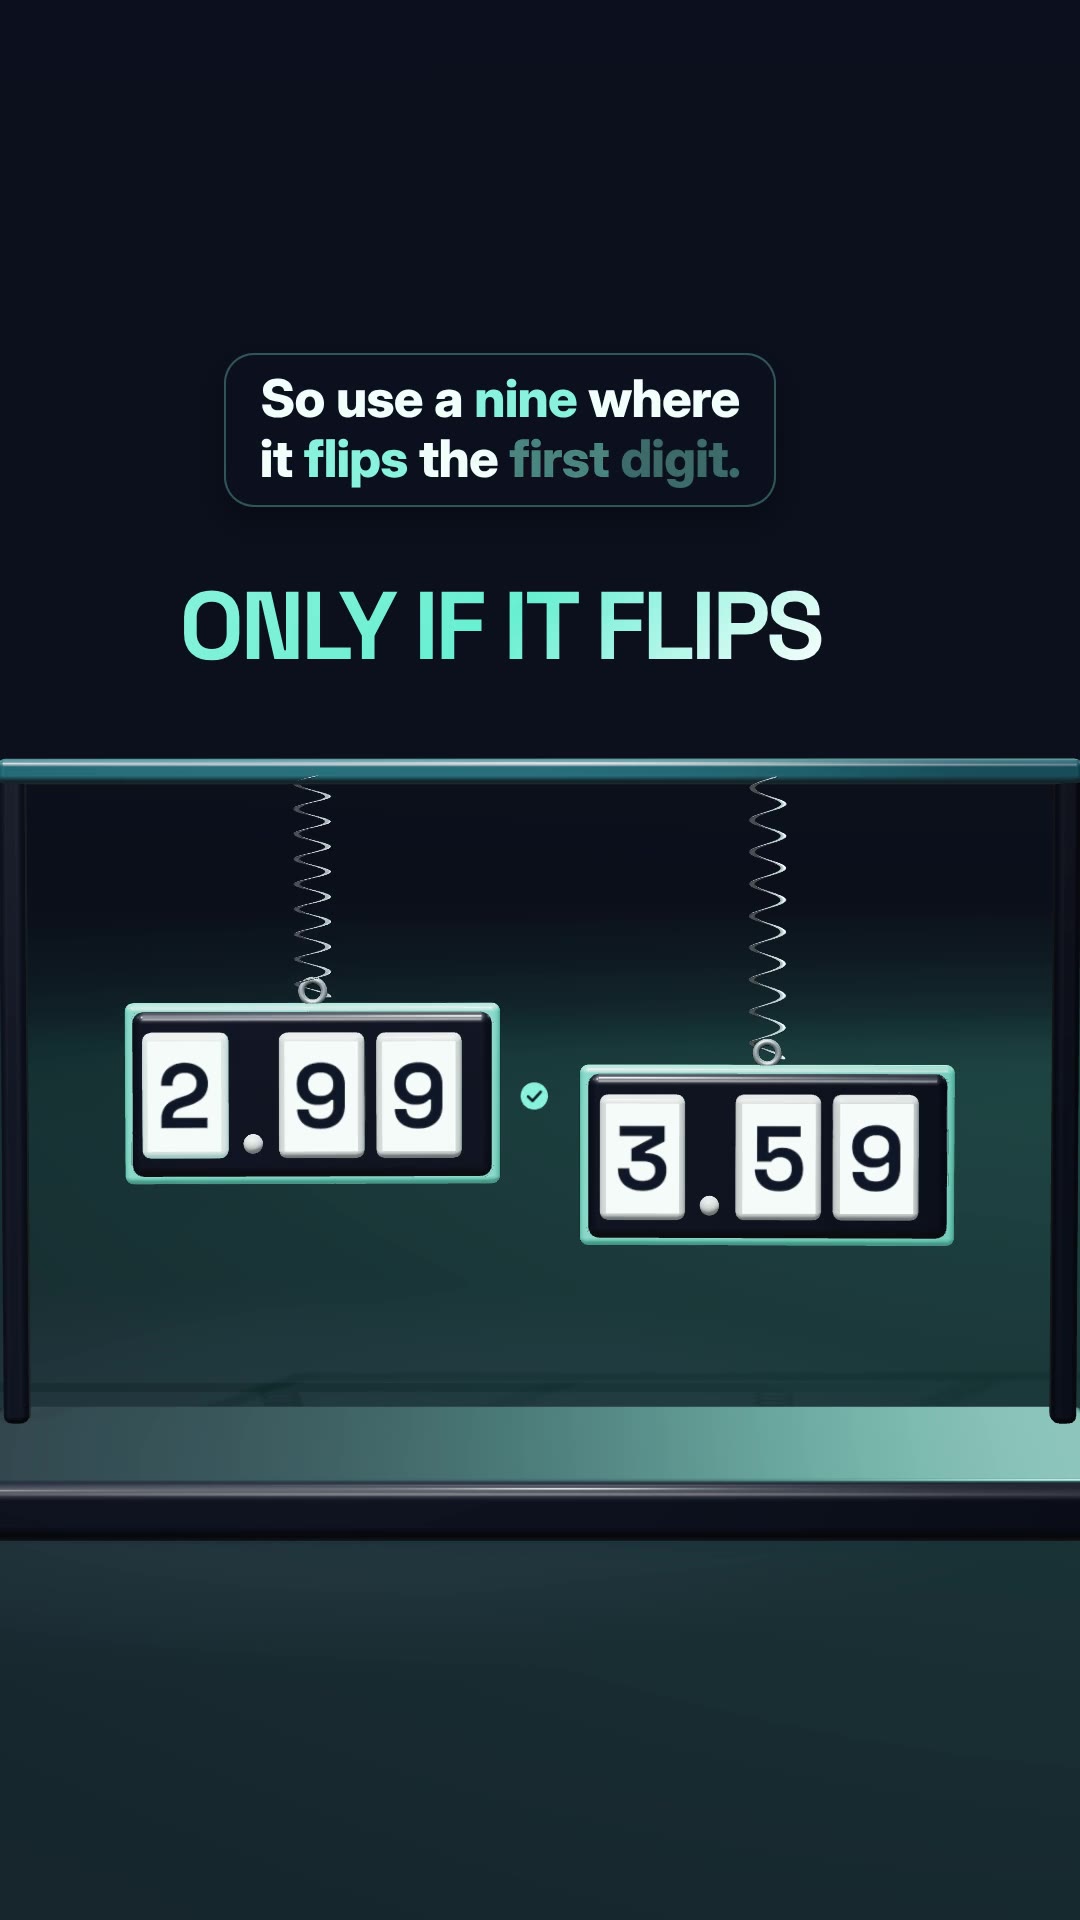 So use a nine where
it flips the first digit.
ONLY IF IT FLIPS
2.99
3.59